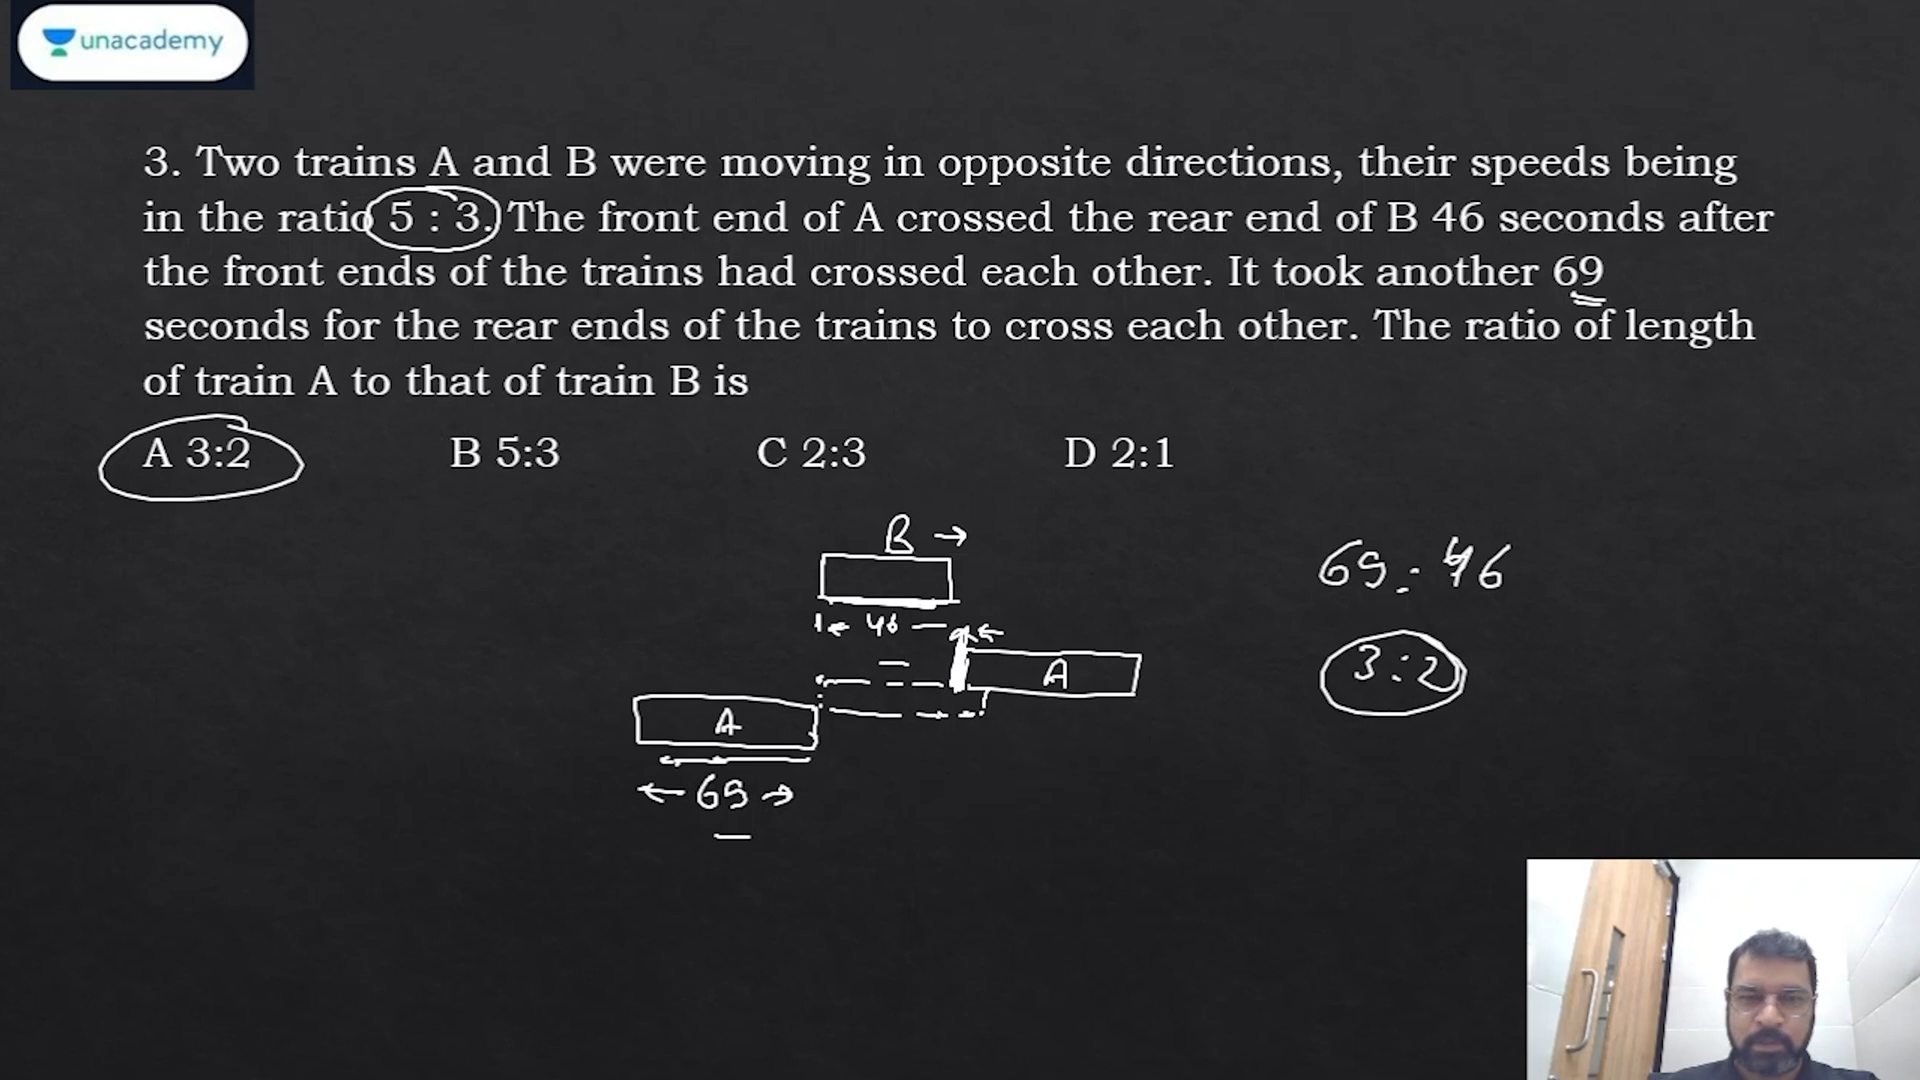 unacademy
3. Two trains A and B were moving in opposite directions, their speeds being
in the ratio 5 : 3. The front end of A crossed the rear end of B 46 seconds after
the front ends of the trains had crossed each other. It took another 69
seconds for the rear ends of the trains to cross each other. The ratio of length
of train A to that of train B is
A 3:2 B 5:3 C 2:3 D 2:1
B
69 : 46
46
3:2
A
A
69